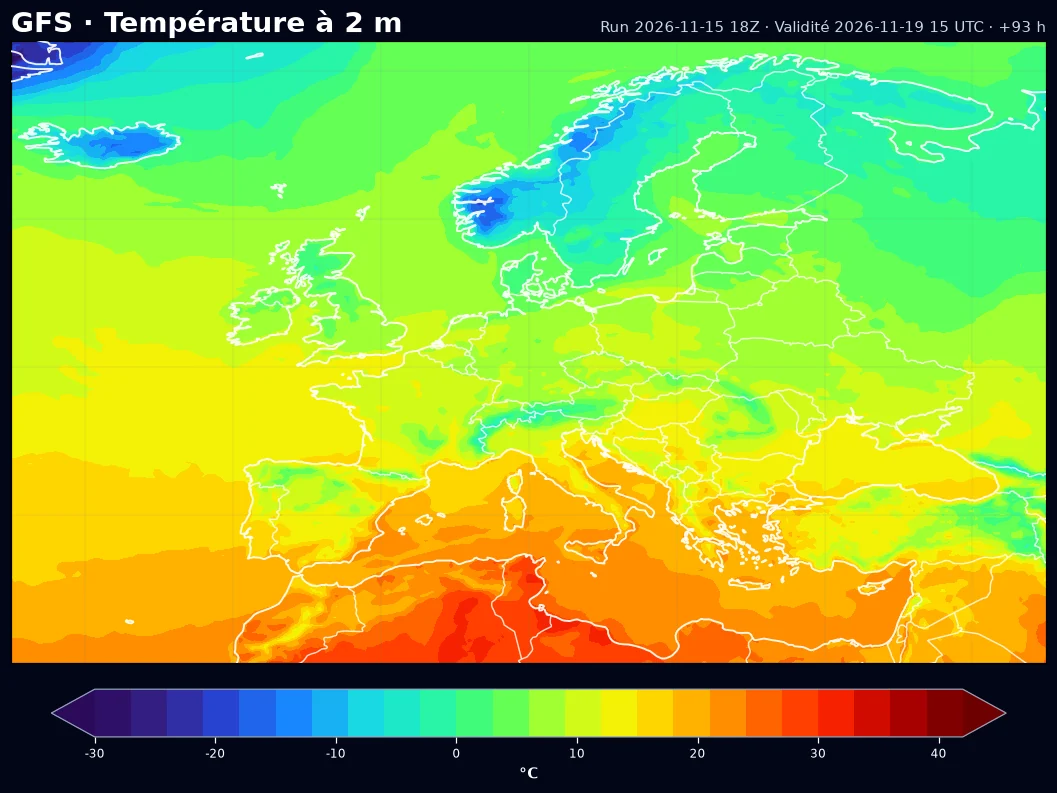 GFS · Température à 2 m
Run 2026-11-15 18Z · Validité 2026-11-19 15 UTC · +93 h
-30 -20 -10 0 10 20 30 40
°C